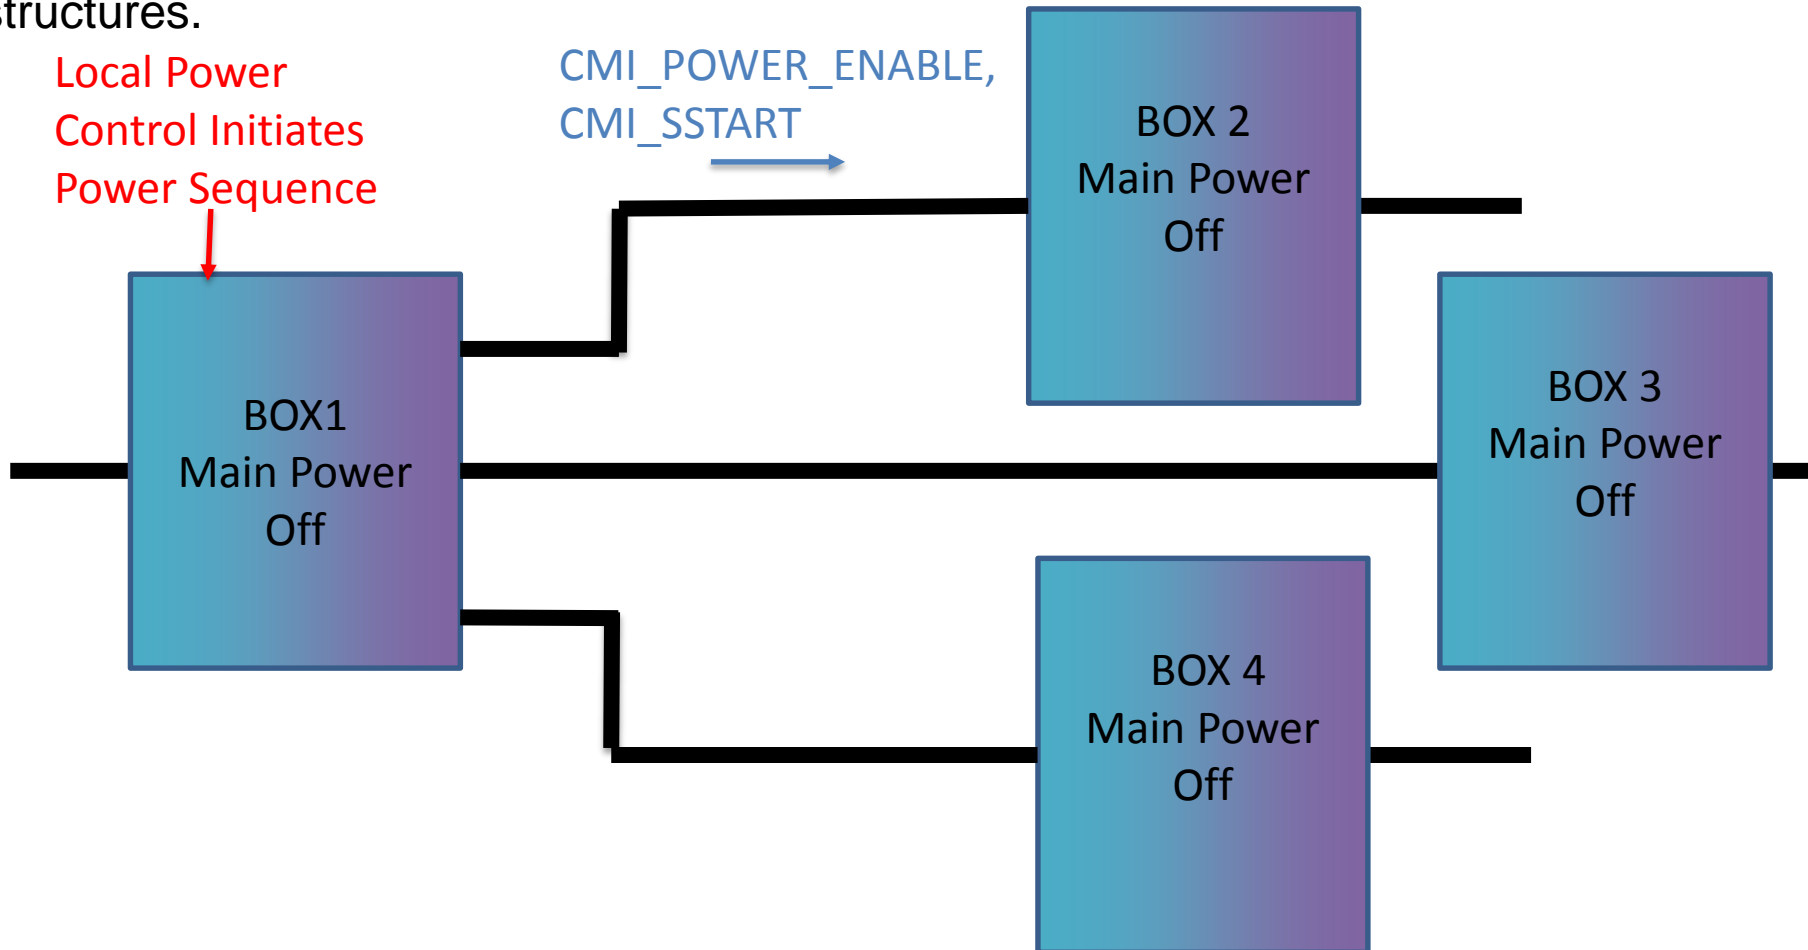 structures.
Local Power
Control Initiates
Power Sequence
CMI_POWER_ENABLE,
CMI_SSTART
BOX 2
Main Power
Off
BOX1
Main Power
Off
BOX 3
Main Power
Off
BOX 4
Main Power
Off